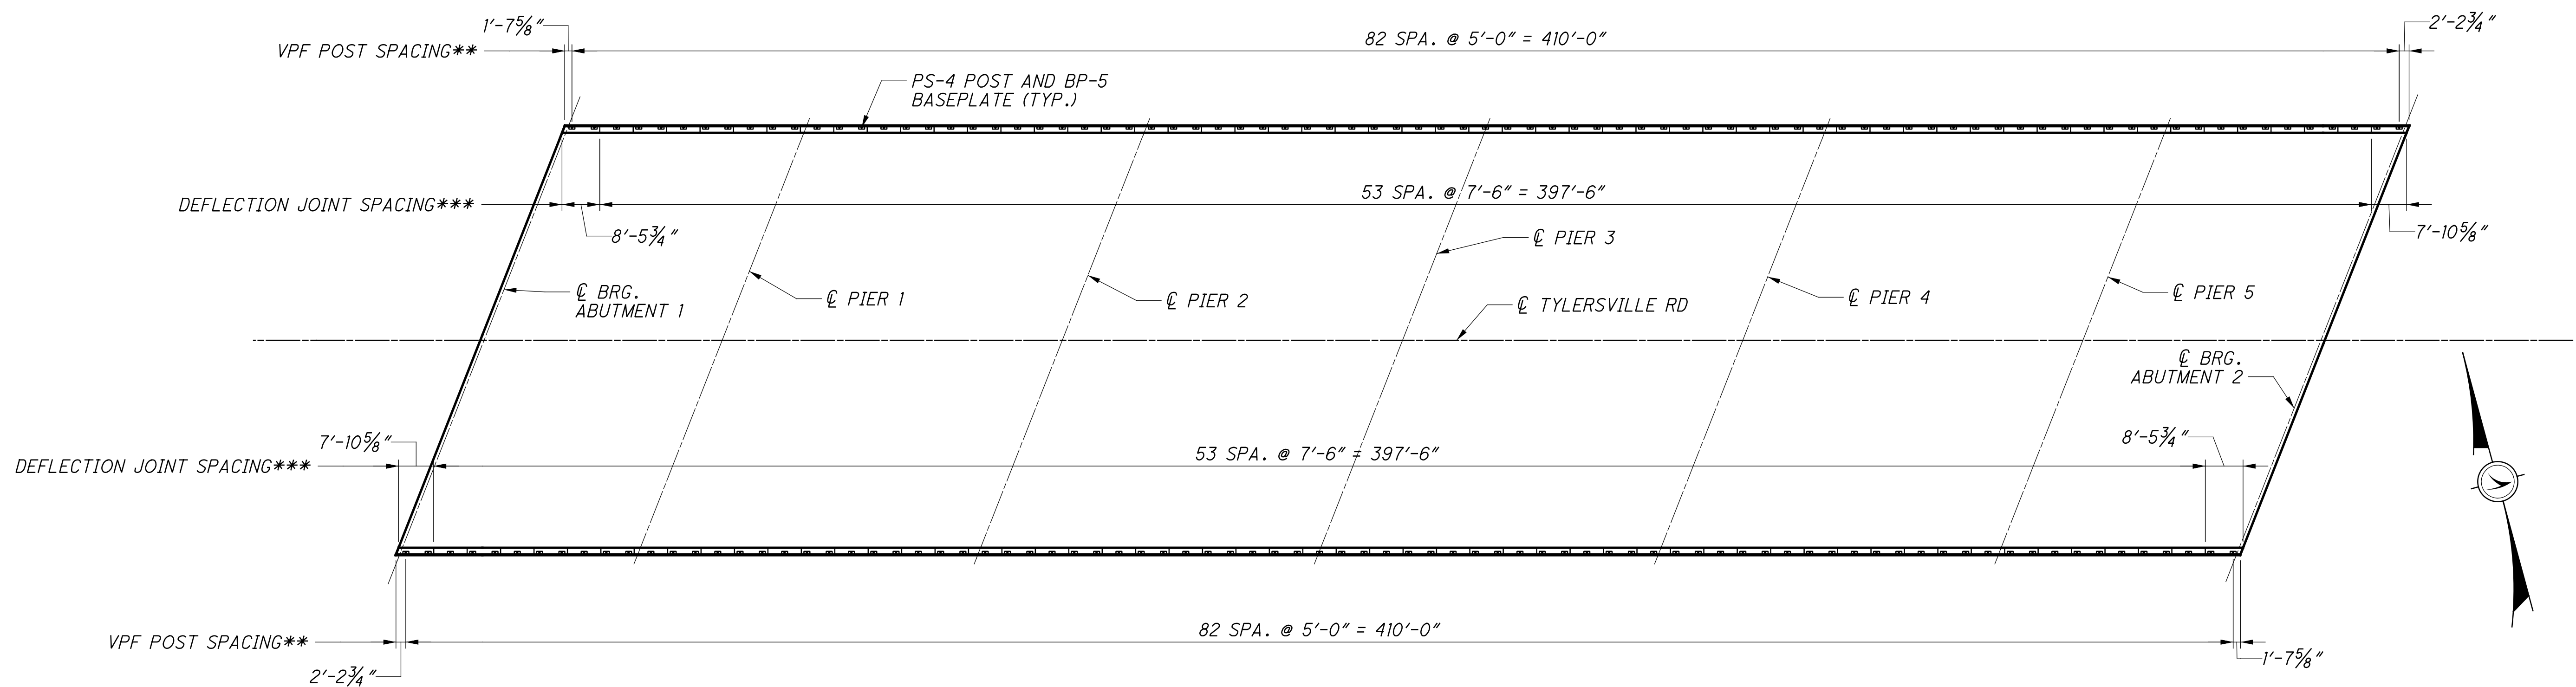 1'-7⅝"
2'-2¾"
VPF POST SPACING**
82 SPA. @ 5'-0" = 410'-0"
PS-4 POST AND BP-5
BASEPLATE (TYP.)
DEFLECTION JOINT SPACING***
53 SPA. @ 7'-6" = 397'-6"
8'-5¾"
7'-10⅝"
℄ PIER 3
℄ BRG.
ABUTMENT 1
℄ PIER 1
℄ PIER 2
℄ TYLERSVILLE RD
℄ PIER 4
℄ PIER 5
℄ BRG.
ABUTMENT 2
7'-10⅝"
8'-5¾"
DEFLECTION JOINT SPACING***
53 SPA. @ 7'-6" = 397'-6"
VPF POST SPACING**
82 SPA. @ 5'-0" = 410'-0"
2'-2¾"
1'-7⅝"